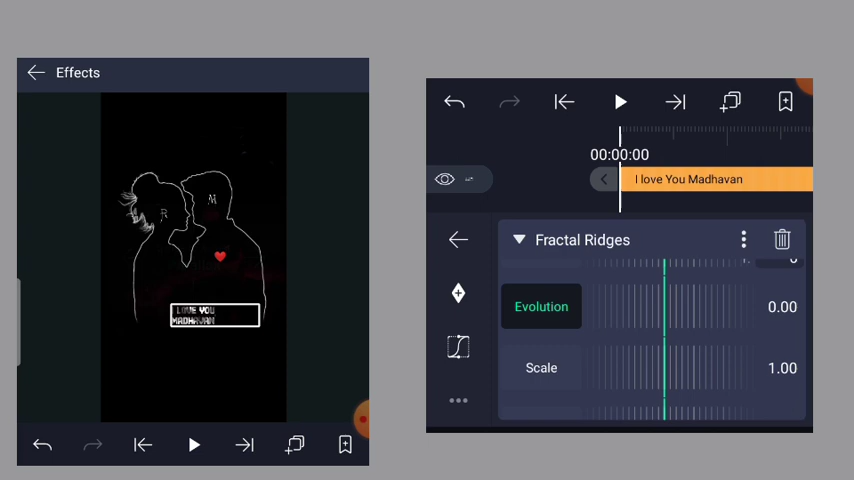 Effects
R
M
I LOVE YOU
MADHAVAN
00:00:00
I love You Madhavan
Fractal Ridges
Evolution
0.00
Scale
1.00